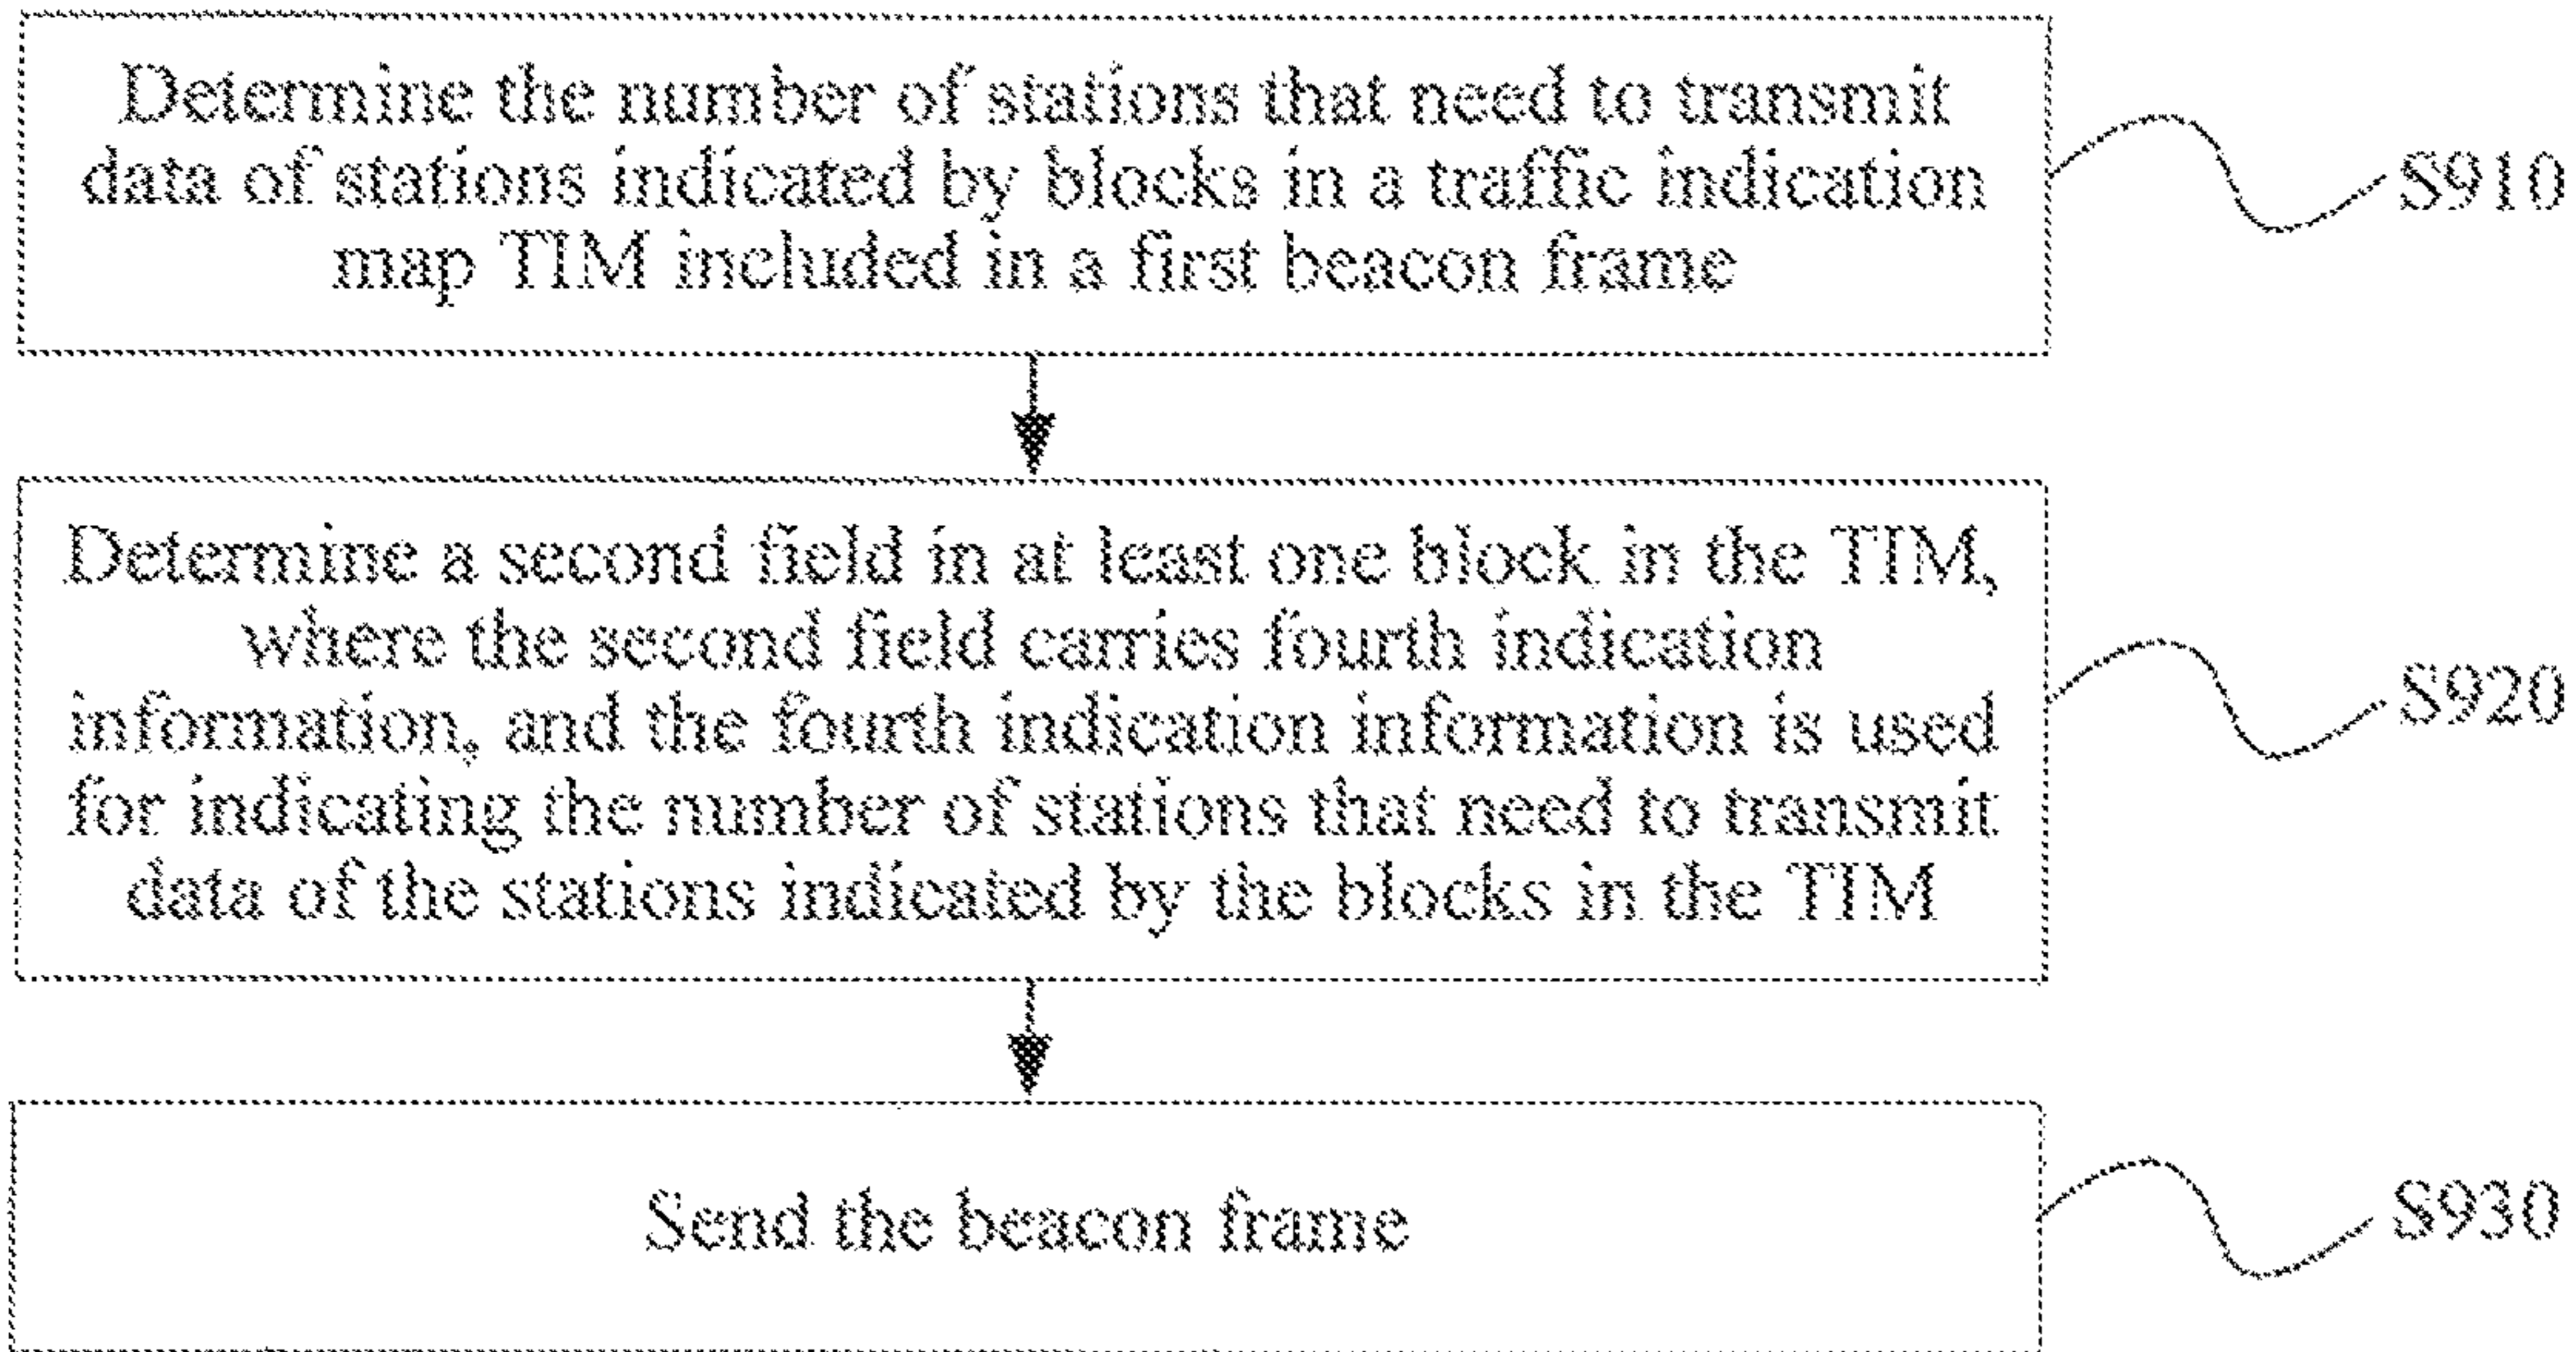 Determine the number of stations that need to transmit
data of stations indicated by blocks in a traffic indication
map TIM included in a first beacon frame
S910
Determine a second field in at least one block in the TIM,
where the second field carries fourth indication
information, and the fourth indication information is used
for indicating the number of stations that need to transmit
data of the stations indicated by the blocks in the TIM
S920
Send the beacon frame
S930